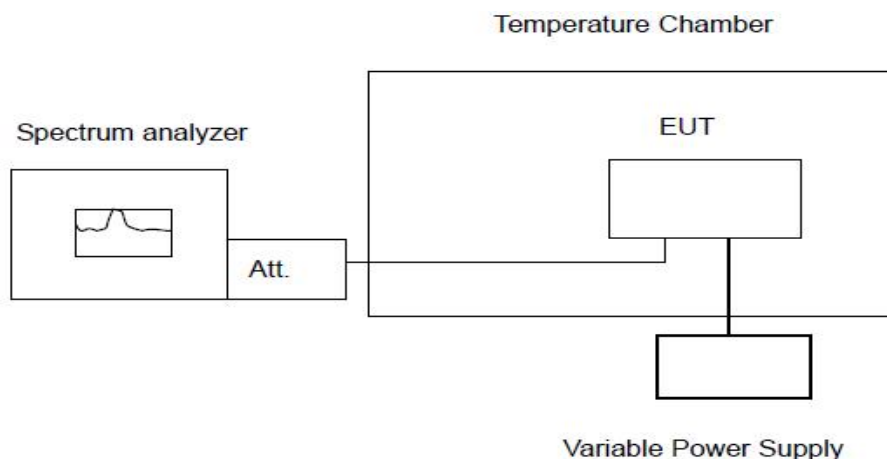 Temperature Chamber
Spectrum analyzer
EUT
Att.
Variable Power Supply